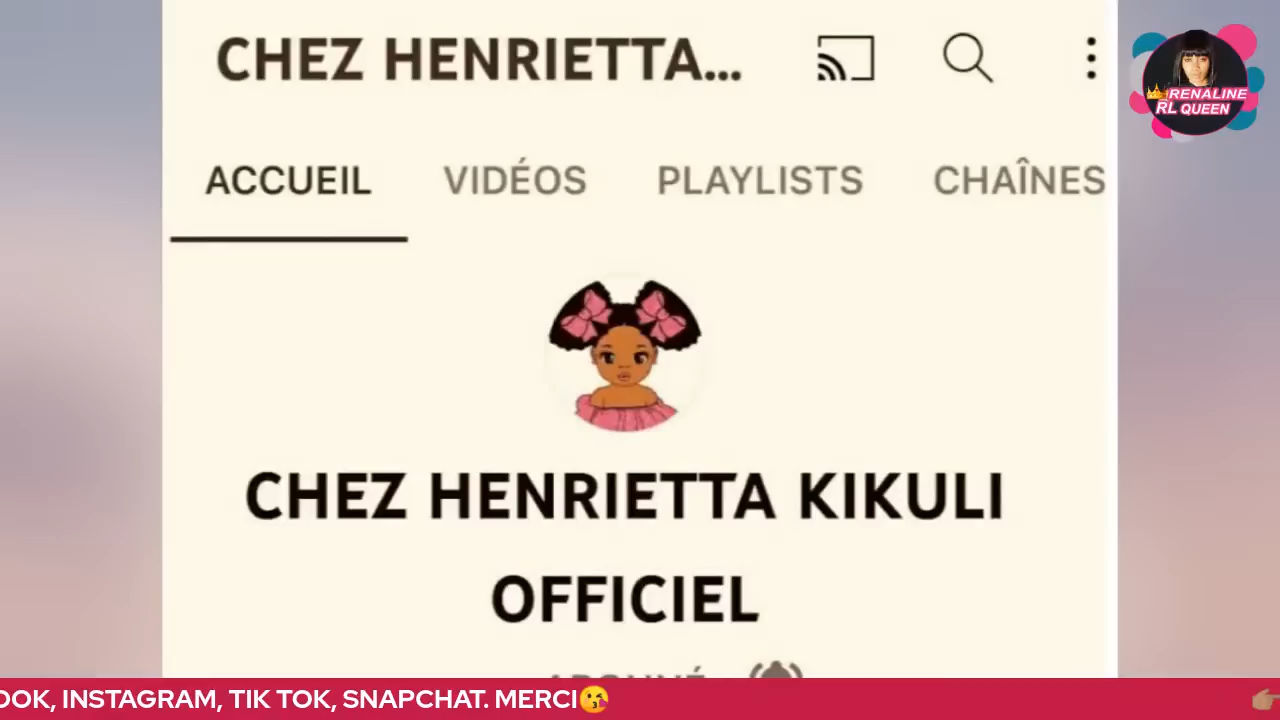 CHEZ HENRIETTA...
RENALINE
RL QUEEN
ACCUEIL VIDÉOS PLAYLISTS CHAÎNES
CHEZ HENRIETTA KIKULI
OFFICIEL
ABONNÉ
OOK, INSTAGRAM, TIK TOK, SNAPCHAT. MERCI😘